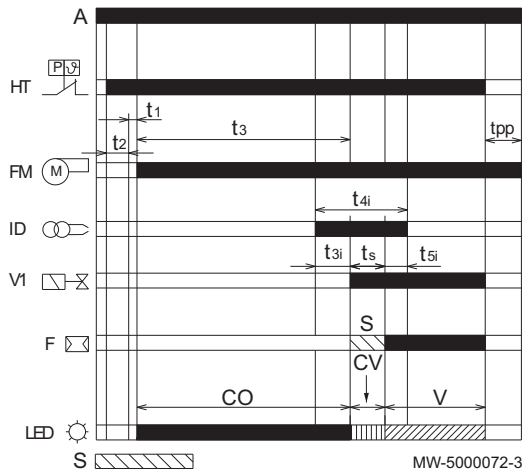 A
P ϑ
HT
t1
t2
t3
tpp
FM M
t4i
ID
t3i ts t5i
V1
S
F
CV
CO V
LED
S
MW-5000072-3